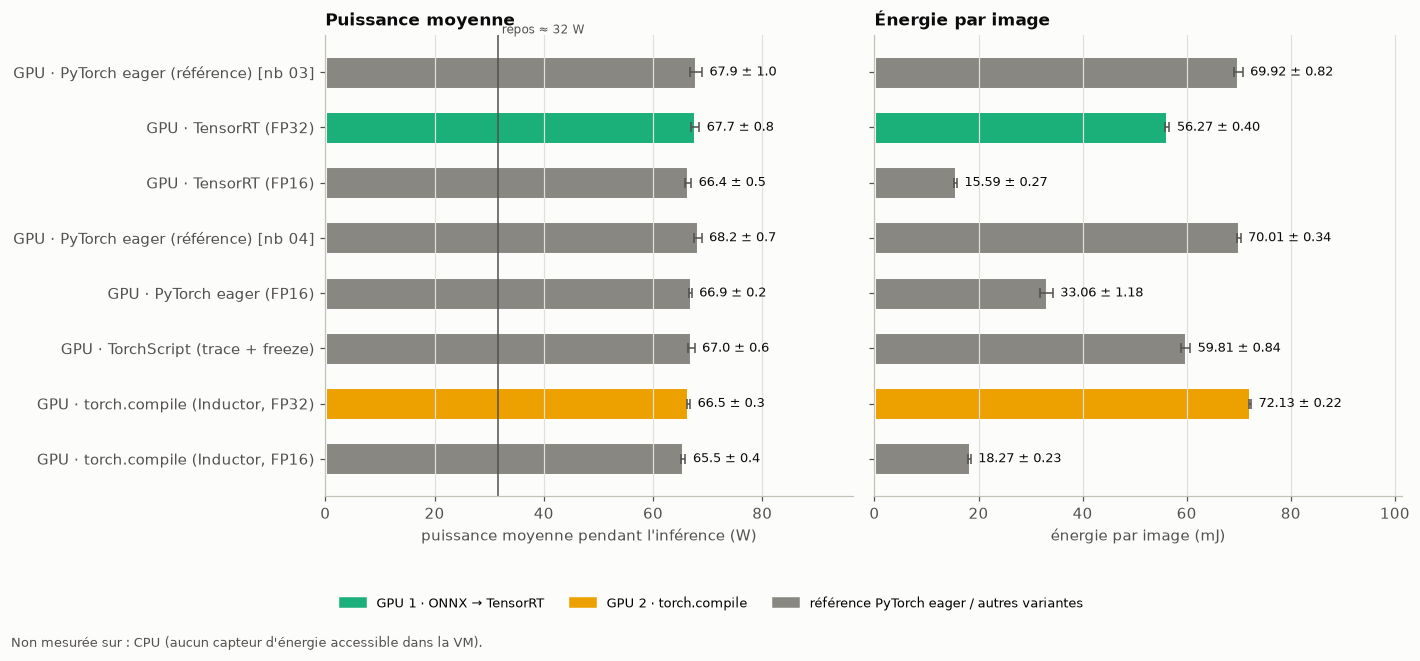 Puissance moyenne
repos ≈ 32 W
Énergie par image
GPU · PyTorch eager (référence) [nb 03]
67.9 ± 1.0
69.92 ± 0.82
GPU · TensorRT (FP32)
67.7 ± 0.8
56.27 ± 0.40
GPU · TensorRT (FP16)
66.4 ± 0.5
15.59 ± 0.27
GPU · PyTorch eager (référence) [nb 04]
68.2 ± 0.7
70.01 ± 0.34
GPU · PyTorch eager (FP16)
66.9 ± 0.2
33.06 ± 1.18
GPU · TorchScript (trace + freeze)
67.0 ± 0.6
59.81 ± 0.84
GPU · torch.compile (Inductor, FP32)
66.5 ± 0.3
72.13 ± 0.22
GPU · torch.compile (Inductor, FP16)
65.5 ± 0.4
18.27 ± 0.23
0 20 40 60 80
0 20 40 60 80 100
puissance moyenne pendant l'inférence (W)
énergie par image (mJ)
GPU 1 · ONNX → TensorRT
GPU 2 · torch.compile
référence PyTorch eager / autres variantes
Non mesurée sur : CPU (aucun capteur d'énergie accessible dans la VM).